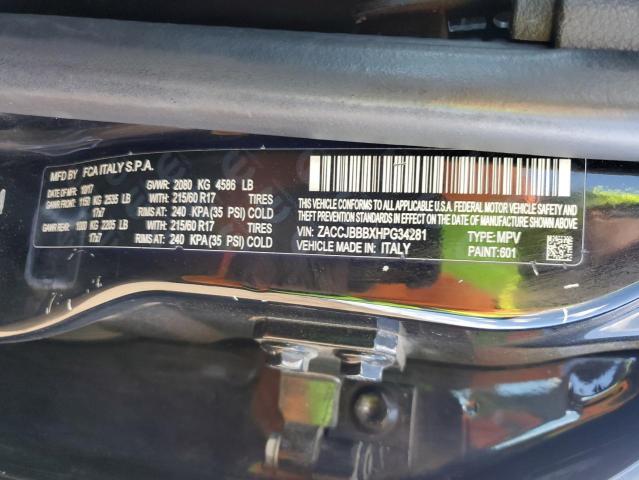 MFD BY FCA ITALY S.P.A.
DATE OF MFR: 10/17 GVWR: 2080 KG 4586 LB
GAWR FRONT: 1150 KG 2535 LB WITH: 215/60 R17 TIRES
17x7 RIMS AT: 240 KPA (35 PSI) COLD
GAWR REAR: 1000 KG 2205 LB WITH: 215/60 R17 TIRES
17x7 RIMS AT: 240 KPA(35 PSI) COLD
THIS VEHICLE CONFORMS TO ALL APPLICABLE U.S.A. FEDERAL MOTOR VEHICLE SAFETY AND
THEFT PREVENTION STANDARDS IN EFFECT ON THE DATE OF MANUFACTURE SHOWN ABOVE
VIN: ZACCJBBBXHPG34281 TYPE: MPV
VEHICLE MADE IN: ITALY PAINT:601